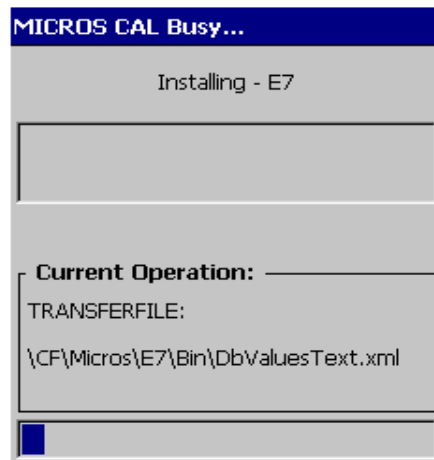 MICROS CAL Busy...
Installing - E7
Current Operation:
TRANSFERFILE:
\CF\Micros\E7\Bin\DbValuesText.xml